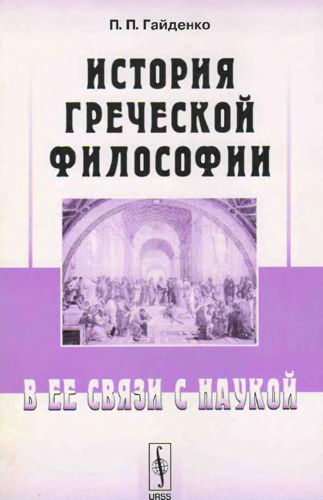 П. П. Гайденко
ИСТОРИЯ
ГРЕЧЕСКОЙ
ФИЛОСОФИИ
В ЕЕ СВЯЗИ С НАУКОЙ
URSS